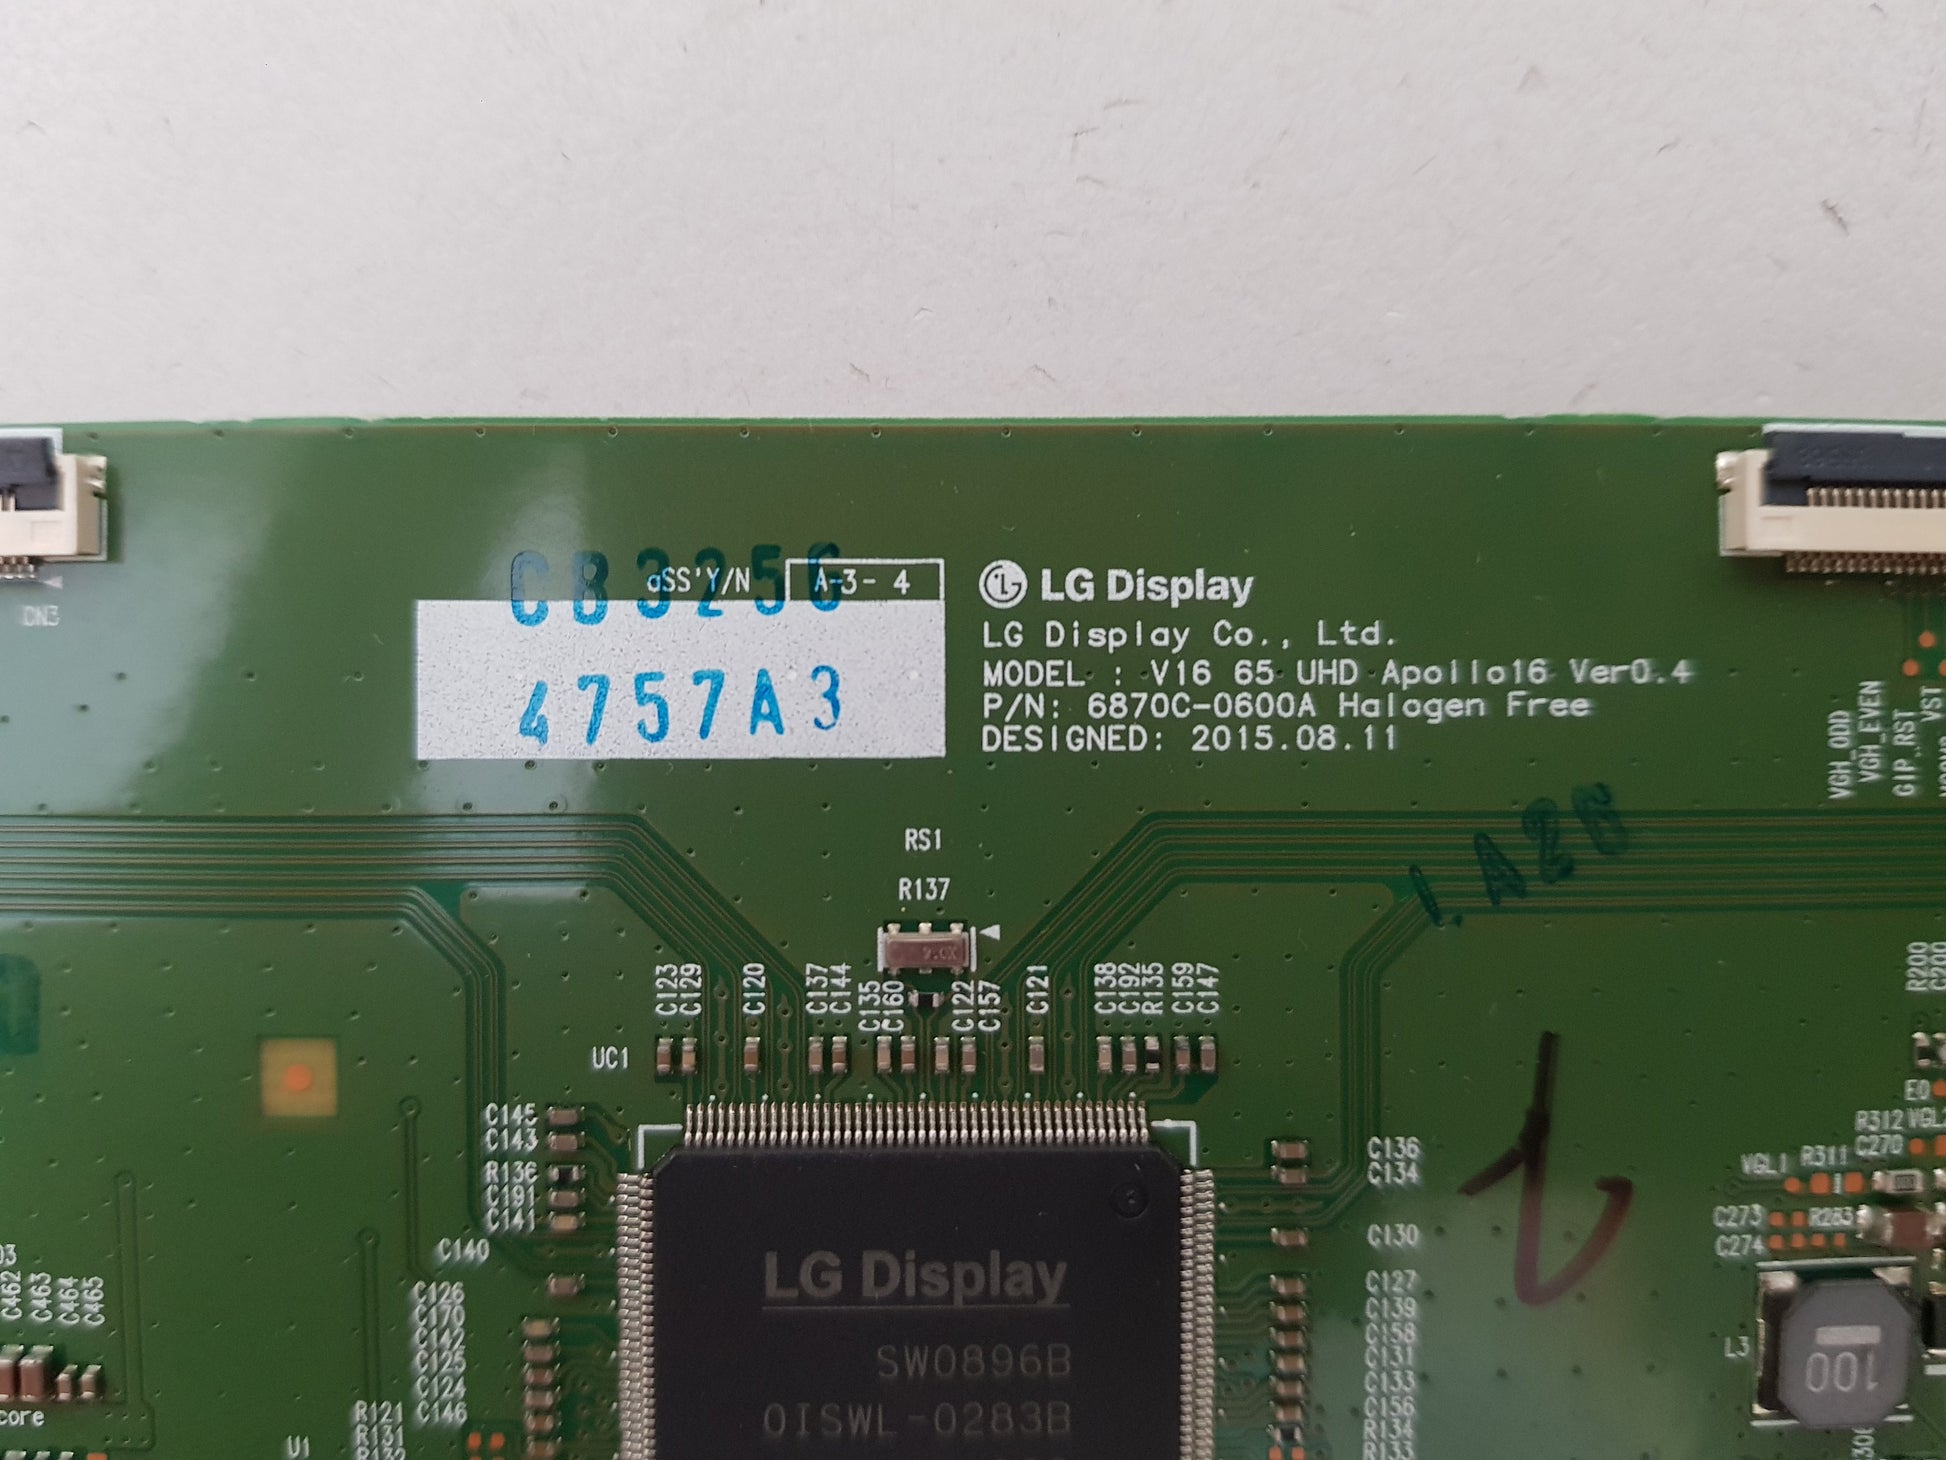 CN3
CB3256
aSS'Y/N A-3-4
4757A3
LG Display
LG Display Co., Ltd.
MODEL : V16 65 UHD Apollo16 Ver0.4
P/N: 6870C-0600A Halogen Free
DESIGNED: 2015.08.11
VGH_ODD
VGH_EVEN
GIP_RST
VST
1.A2
RS1
R137
C123
C129
C120
C137
C144
C135
C160
C122
C157
C121
C138
C192
R135
C159
C147
R200
C200
UC1
C145
C143
R136
C191
C141
C140
C126
C170
C142
C125
C124
C146
R121
R131
R132
U1
C462
C463
C464
C465
core
C136
C134
C130
C127
C139
C158
C131
C133
C156
R134
R133
E0
R312
C270
VGL1
R311
C273
R283
C274
L3
100
LG Display
SW0896B
OISWL-0283B